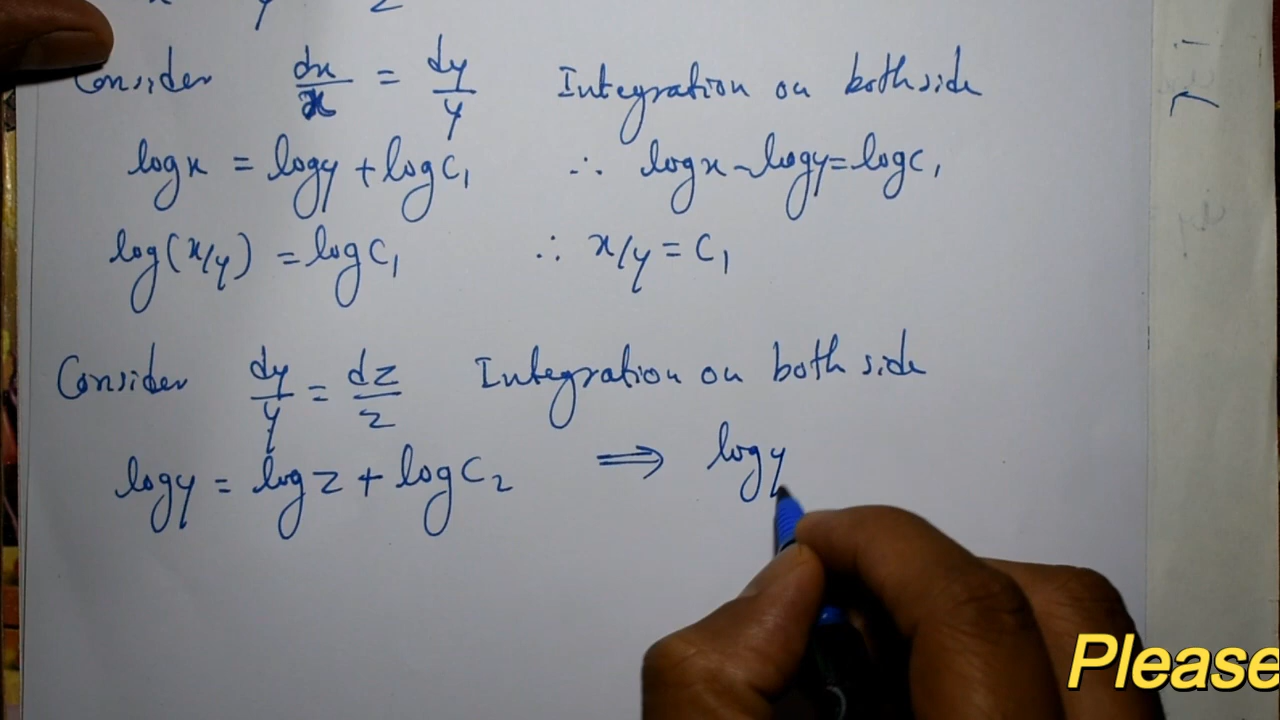 Consider dx/x = dy/y Integration on both side
log x = log y + log C₁ ∴ log x - log y = log C₁
log(x/y) = log C₁ ∴ x/y = C₁
Consider dy/y = dz/z Integration on both side
log y = log z + log C₂ ⟹ log y
Please